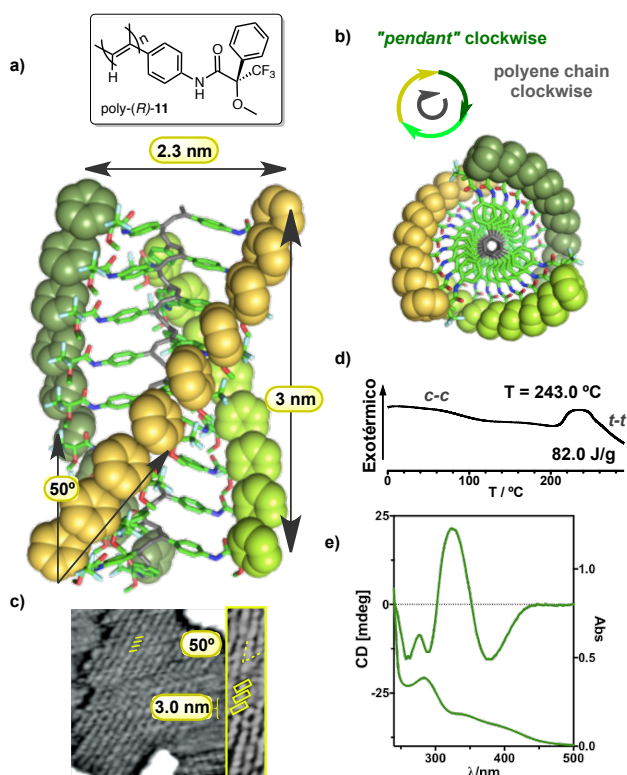 a)
n
H
N
H
O
CF₃
O
poly-(R)-11
2.3 nm
3 nm
50º
b) "pendant" clockwise
polyene chain
clockwise
c)
50º
3.0 nm
d)
Exotérmico
c-c
T = 243.0 ºC
t-t
82.0 J/g
0 100 200
T / ºC
e)
CD [mdeg]
25
0
-25
Abs
1.0
0.5
0.0
300 400 500
λ/nm